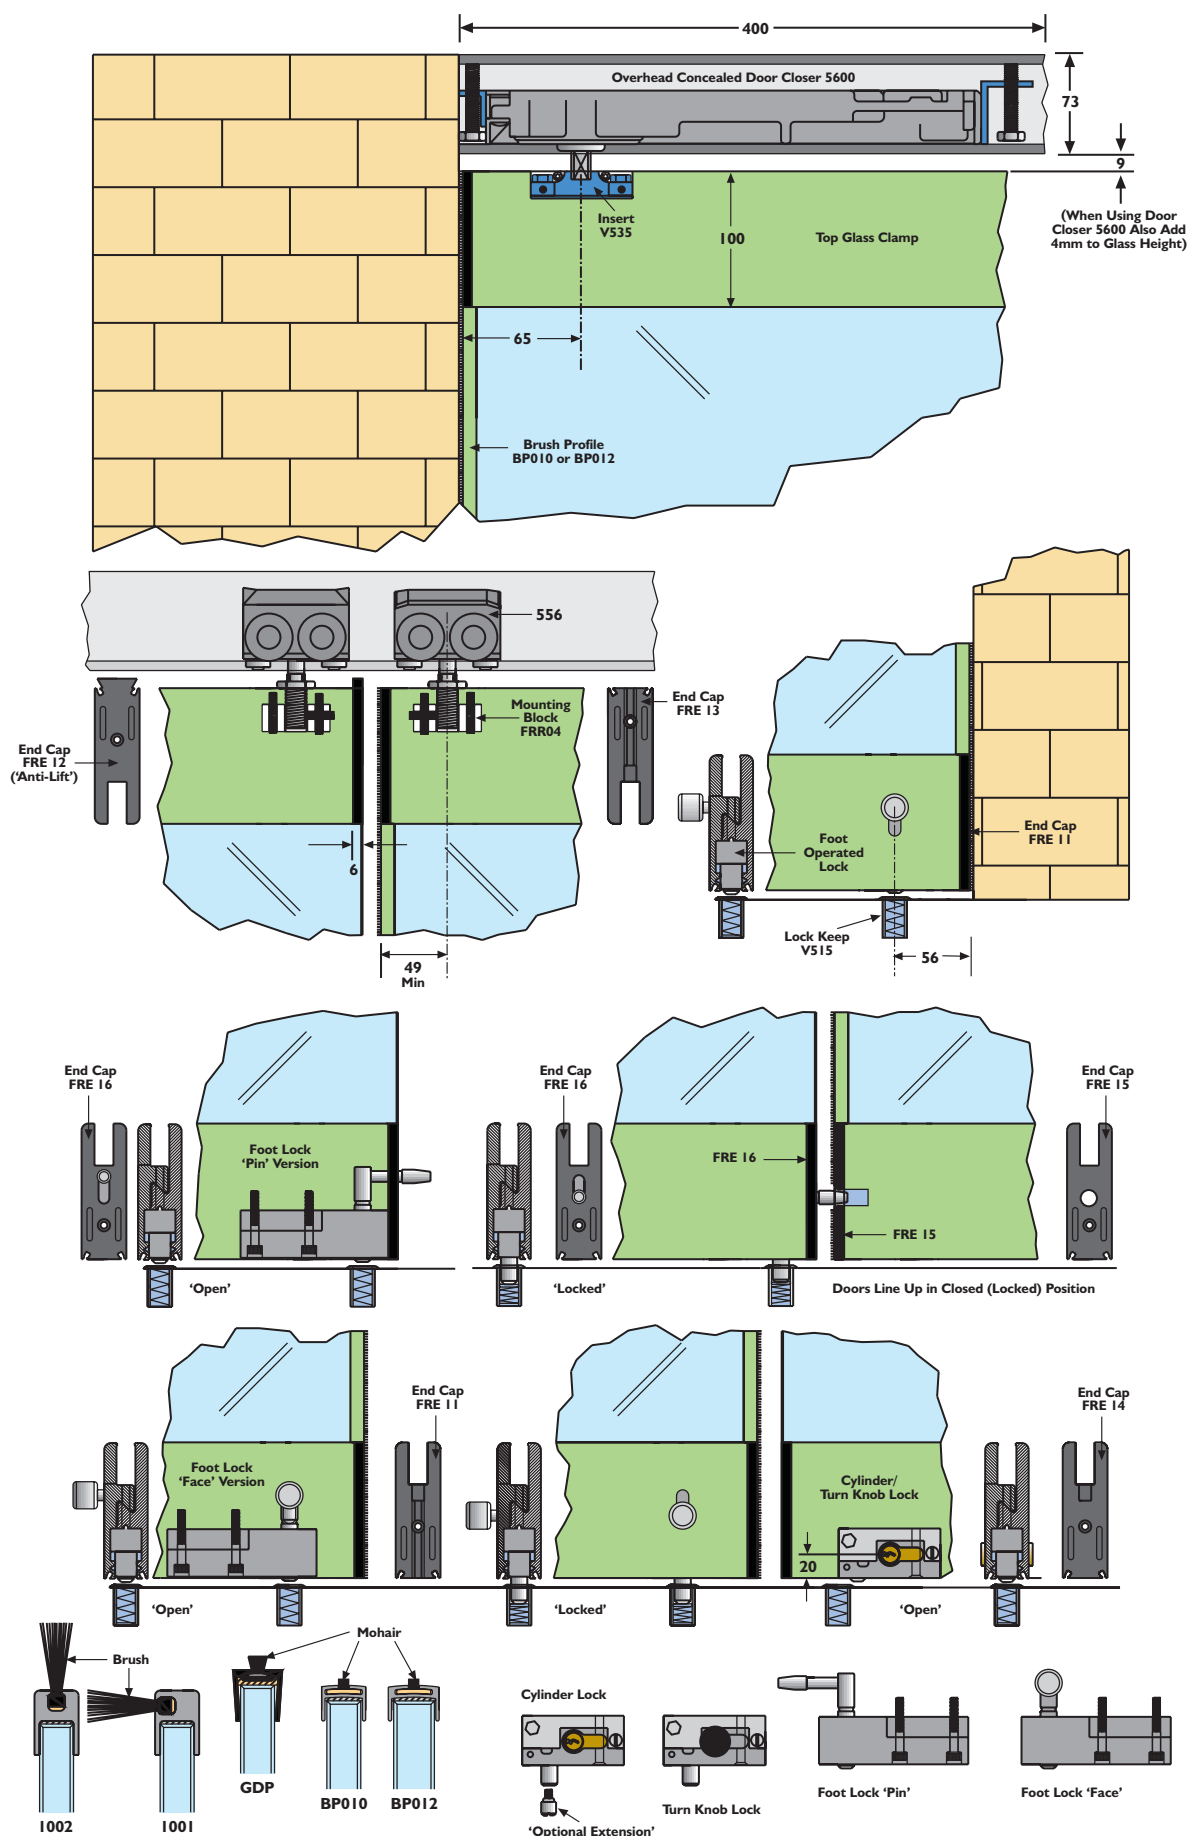 400
Overhead Concealed Door Closer 5600
73
9
(When Using Door
Closer 5600 Also Add
4mm to Glass Height)
Insert
V535
100
Top Glass Clamp
65
Brush Profile
BP010 or BP012
556
Mounting
Block
FRR04
End Cap
FRE 13
End Cap
FRE 12
('Anti-Lift')
6
49
Min
Foot
Operated
Lock
End Cap
FRE 11
Lock Keep
V515
56
End Cap
FRE 16
Foot Lock
'Pin' Version
'Open'
End Cap
FRE 16
FRE 16
FRE 15
End Cap
FRE 15
'Locked'
Doors Line Up in Closed (Locked) Position
Foot Lock
'Face' Version
End Cap
FRE 11
Cylinder/
Turn Knob Lock
20
End Cap
FRE 14
'Open'
'Locked'
'Open'
Brush
Mohair
1002
1001
GDP
BP010
BP012
Cylinder Lock
'Optional Extension'
Turn Knob Lock
Foot Lock 'Pin'
Foot Lock 'Face'